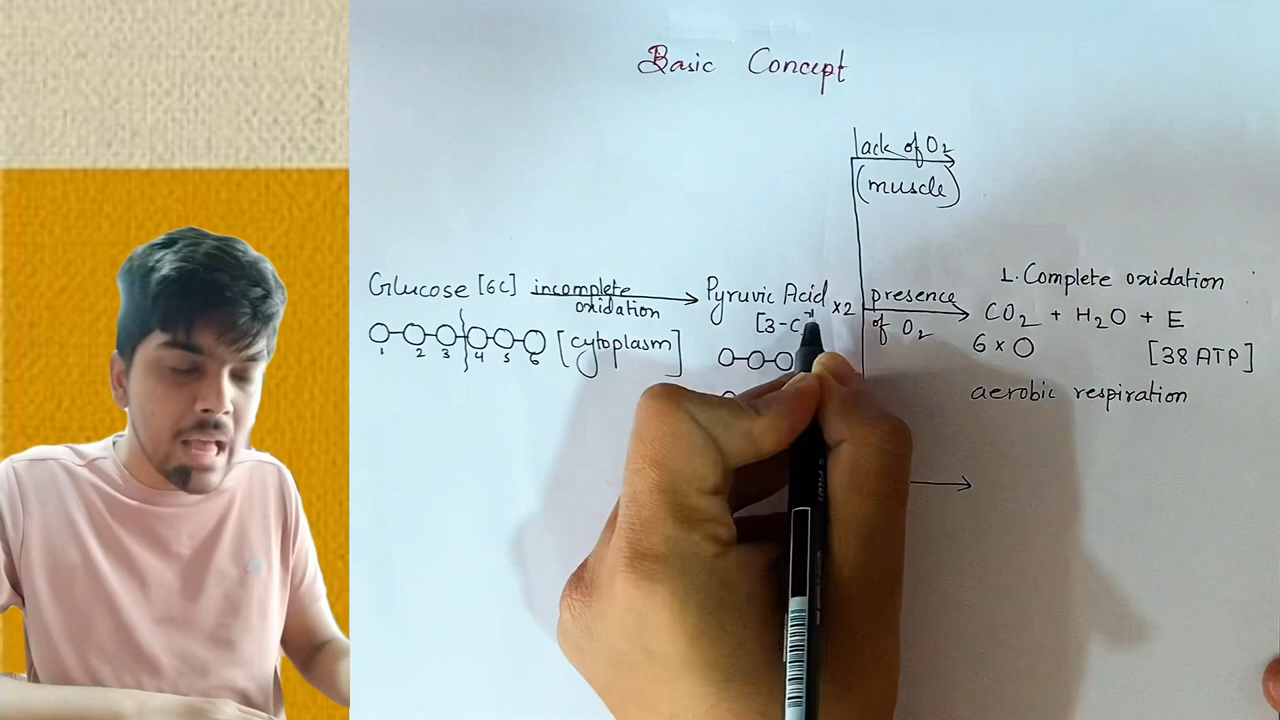 Basic Concept
lack of O2
(muscle)
Glucose [6C] incomplete oxidation
1 2 3 4 5 6 [cytoplasm]
Pyruvic Acid ×2
[3-C]
presence
of O2
1. Complete oxidation
CO2 + H2O + E
6 × O
[38 ATP]
aerobic respiration